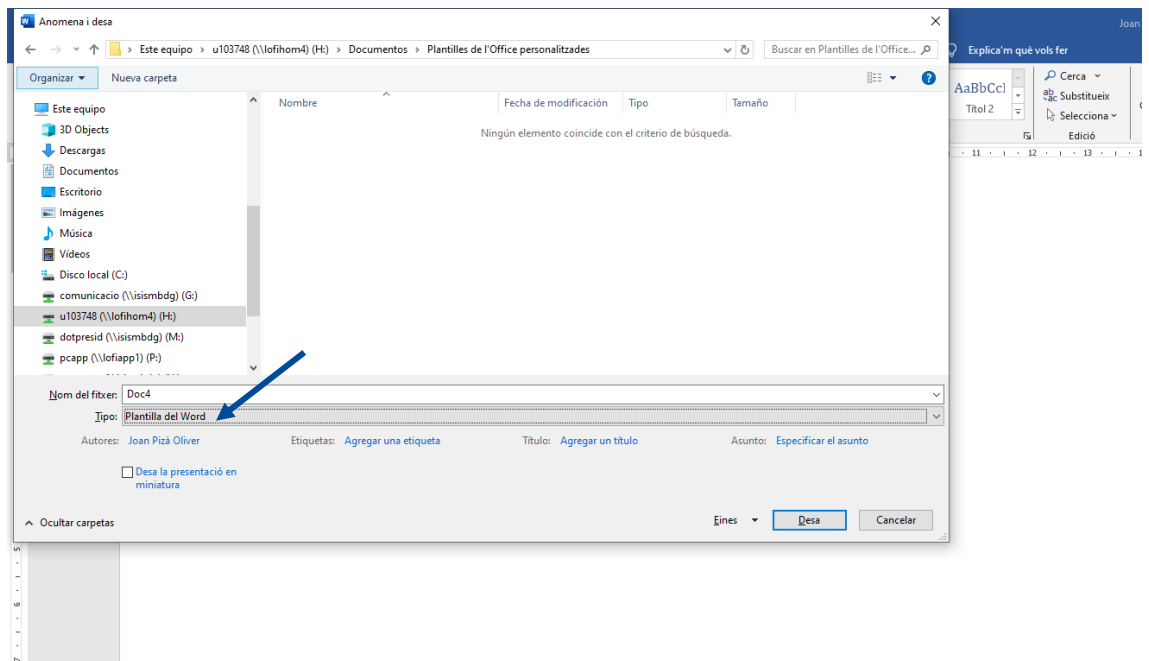 Anomena i desa
Joan
Este equipo > u103748 (\\lofihom4) (H:) > Documentos > Plantilles de l'Office personalitzades
Buscar en Plantilles de l'Office...
Explica'm què vols fer
Organizar
Nueva carpeta
Nombre
Fecha de modificación
Tipo
Tamaño
Ningún elemento coincide con el criterio de búsqueda.
Este equipo
3D Objects
Descargas
Documentos
Escritorio
Imágenes
Música
Vídeos
Disco local (C:)
comunicacio (\\isismbdg) (G:)
u103748 (\\lofihom4) (H:)
dotpresid (\\isismbdg) (M:)
pcapp (\\lofiapp1) (P:)
AaBbCcI
Títol 2
Cerca
Substitueix
Selecciona
Edició
11 12 13 1
Nom del fitxer: Doc4
Tipo: Plantilla del Word
Autores: Joan Pizà Oliver
Etiquetas: Agregar una etiqueta
Título: Agregar un título
Asunto: Especificar el asunto
Desa la presentació en
miniatura
Ocultar carpetas
Eines
Desa
Cancelar
5
6